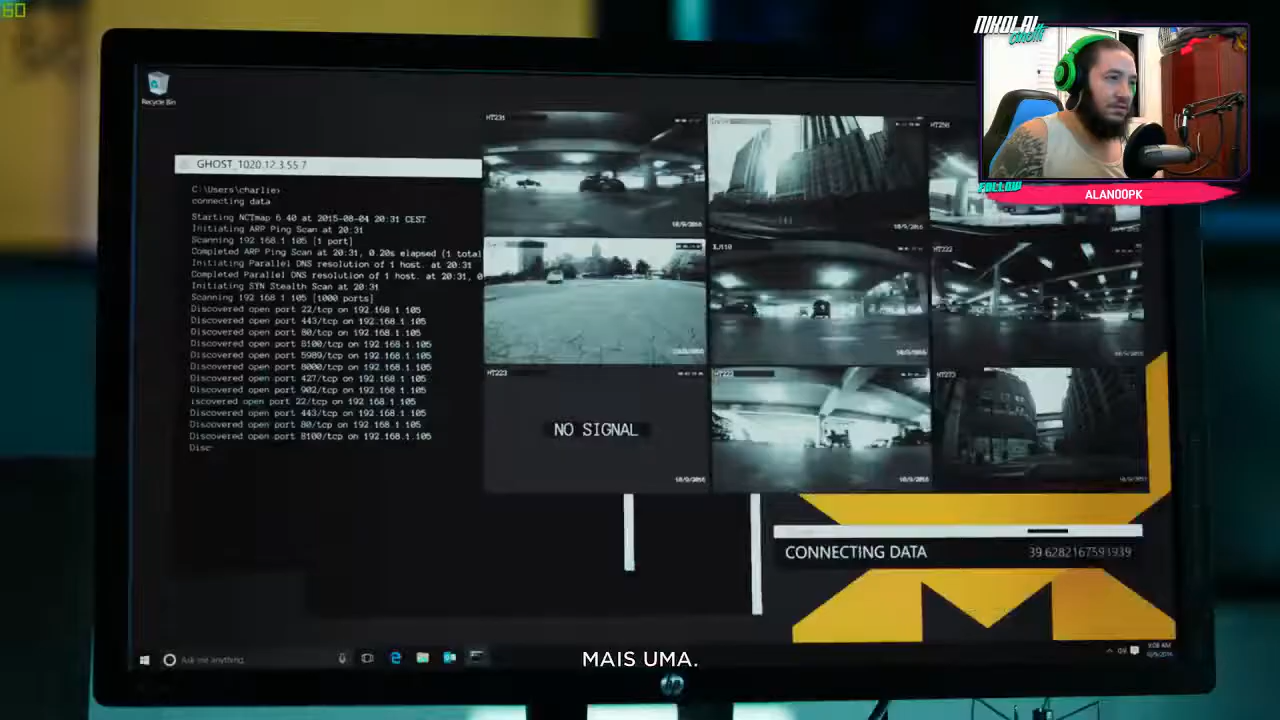 60
NIKOLAI
FOLLOW
ALANOOPK
Recycle Bin
GHOST_1020.12.3.55 7
C:\Users\charlie>
connecting data
Starting NCTmap 6.40 at 2015-08-04 20:31 CEST
Initiating ARP Ping Scan at 20:31
Scanning 192.168.1.105 [1 port]
Completed ARP Ping Scan at 20:31, 0.20s elapsed (1 total
Initiating Parallel DNS resolution of 1 host. at 20:31
Completed Parallel DNS resolution of 1 host. at 20:31, 0
Initiating SYN Stealth Scan at 20:31
Scanning 192 168 1 105 [1000 ports]
Discovered open port 22/tcp on 192.168.1.105
Discovered open port 443/tcp on 192.168.1.105
Discovered open port 80/tcp on 192.168.1.105
Discovered open port 8100/tcp on 192.168.1.105
Discovered open port 5989/tcp on 192.168.1.105
Discovered open port 8000/tcp on 192.168.1.105
Discovered open port 427/tcp on 192.168.1.105
Discovered open port 902/tcp on 192.168.1.105
iscovered open port 22/tcp on 192.168.1.105
Discovered open port 443/tcp on 192.168.1.105
Discovered open port 80/tcp on 192.168.1.105
Discovered open port 8100/tcp on 192.168.1.105
Disc
HT231
HT232
HT223
NO SIGNAL
HT222
HT273
CONNECTING DATA
39 6282167593939
Ask me anything
9:08 AM
MAIS UMA.
hp